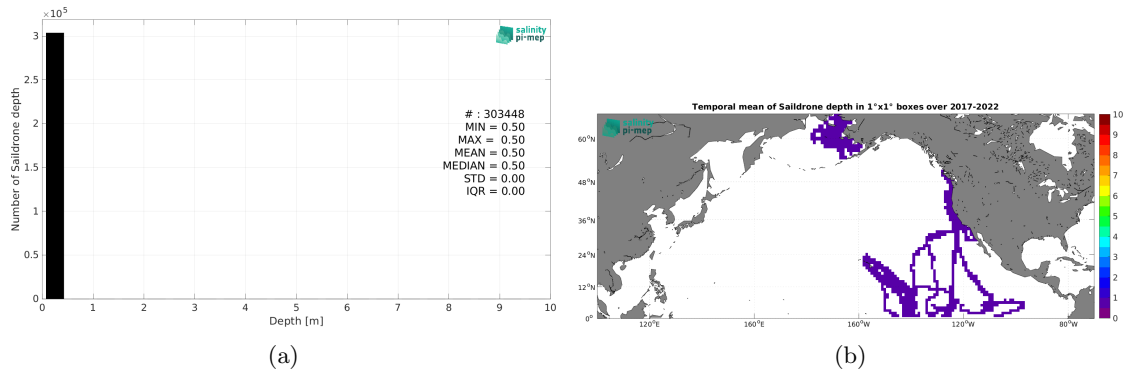 ×10⁵
3
2.5
2
1.5
1
0.5
0
Number of Saildrone depth
salinity
pi-mep
# : 303448
MIN = 0.50
MAX = 0.50
MEAN = 0.50
MEDIAN = 0.50
STD = 0.00
IQR = 0.00
0 1 2 3 4 5 6 7 8 9 10
Depth [m]
(a)
Temporal mean of Saildrone depth in 1°x1° boxes over 2017-2022
salinity
pi-mep
60°N
48°N
36°N
24°N
12°N
0°
120°E 160°E 160°W 120°W 80°W
10
9
8
7
6
5
4
3
2
1
0
(b)